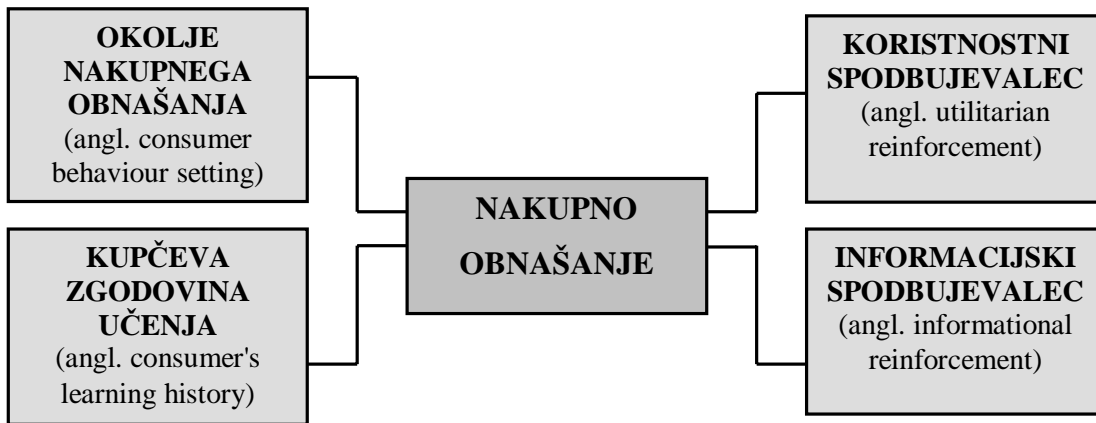 OKOLJE
NAKUPNEGA
OBNAŠANJA
(angl. consumer
behaviour setting)
KUPČEVA
ZGODOVINA
UČENJA
(angl. consumer's
learning history)
NAKUPNO
OBNAŠANJE
KORISTNOSTNI
SPODBUJEVALEC
(angl. utilitarian
reinforcement)
INFORMACIJSKI
SPODBUJEVALEC
(angl. informational
reinforcement)